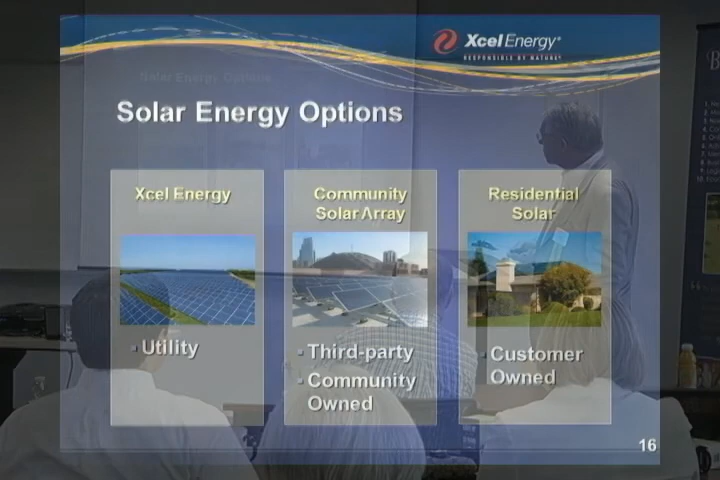 Xcel Energy®
RESPONSIBLE BY NATURE®
Solar Energy Options
Solar Energy Options
Xcel Energy
Utility
Community
Solar Array
Third-party
Community
Owned
Residential
Solar
Customer
Owned
16